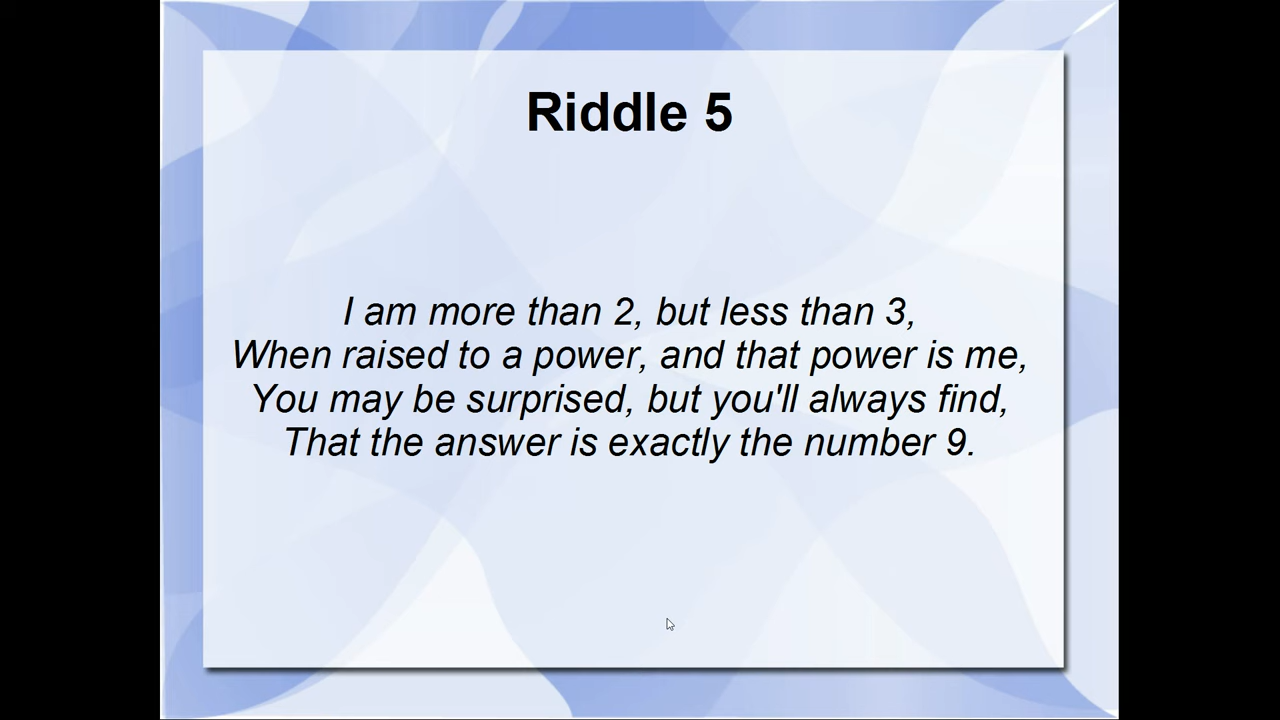 Riddle 5
I am more than 2, but less than 3,
When raised to a power, and that power is me,
You may be surprised, but you'll always find,
That the answer is exactly the number 9.